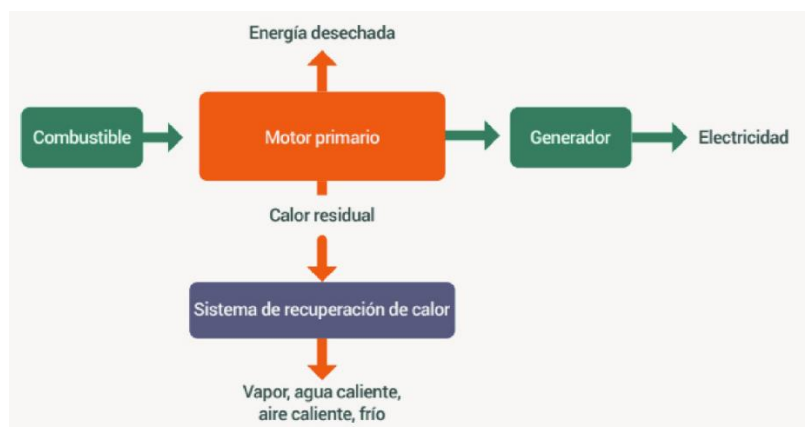 Energía desechada
Combustible
Motor primario
Generador
Electricidad
Calor residual
Sistema de recuperación de calor
Vapor, agua caliente,
aire caliente, frío